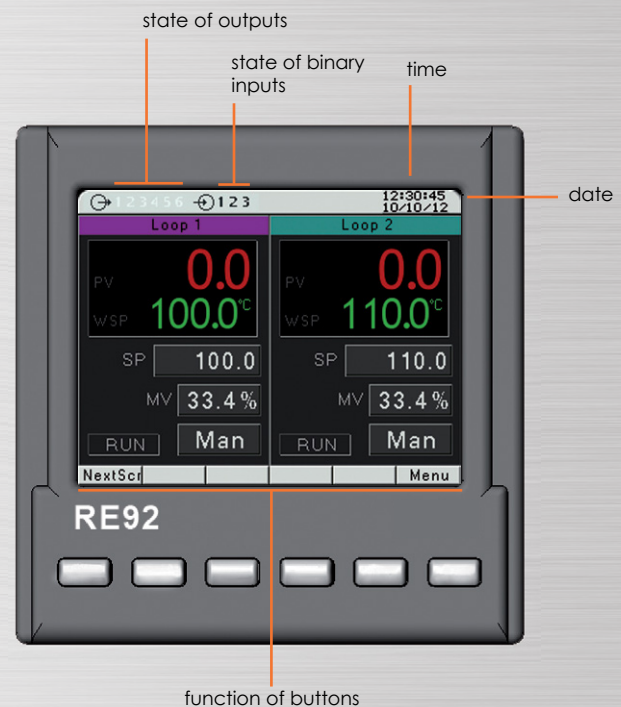 state of outputs
state of binary
inputs
time
date
123456 123 12:30:45
10/10/12
Loop 1 Loop 2
PV 0.0 PV 0.0
WSP 100.0°C WSP 110.0°C
SP 100.0 SP 110.0
MV 33.4% MV 33.4%
RUN Man RUN Man
NextScr Menu
RE92
function of buttons